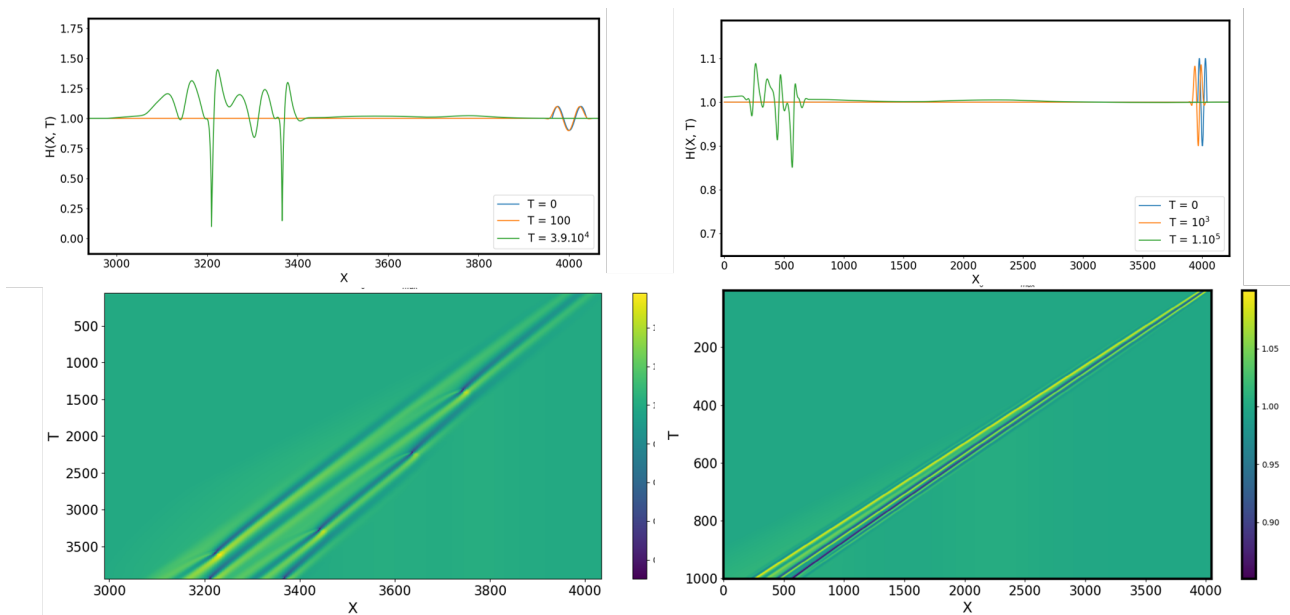 1.75
1.50
1.25
1.00
0.75
0.50
0.25
0.00
H(X, T)
3000 3200 3400 3600 3800 4000
X
T = 0
T = 100
T = 3.9.10⁴
1.1
1.0
0.9
0.8
0.7
H(X, T)
0 500 1000 1500 2000 2500 3000 3500 4000
X
T = 0
T = 10³
T = 1.10⁵
500
1000
1500
2000
2500
3000
3500
T
3000 3200 3400 3600 3800 4000
X
200
400
600
800
1000
T
0 500 1000 1500 2000 2500 3000 3500 4000
X
1.05
1.00
0.95
0.90